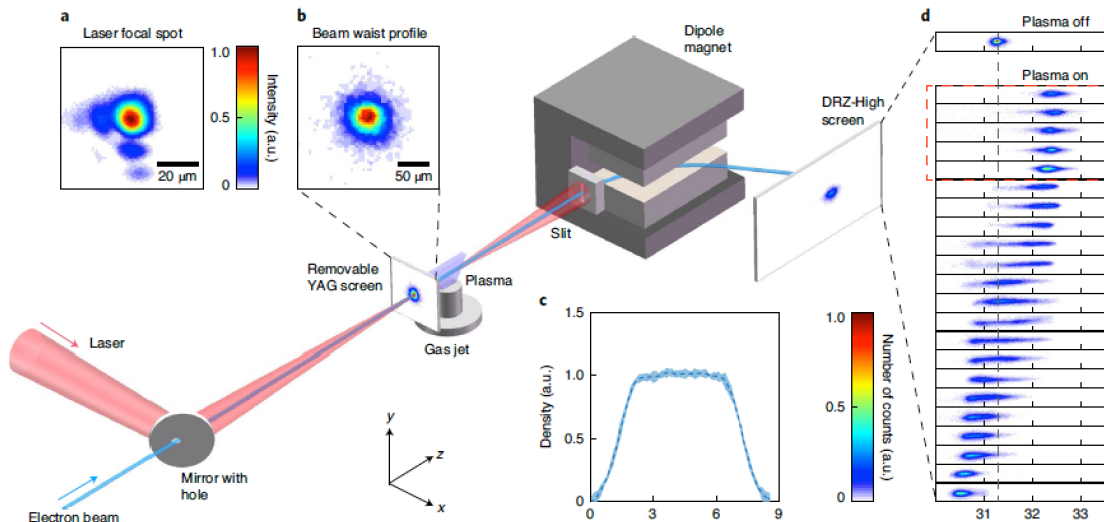 a
Laser focal spot
1.0
0.5
0
Intensity (a.u.)
20 μm
b
Beam waist profile
50 μm
Dipole
magnet
DRZ-High
screen
Slit
Removable
YAG screen
Plasma
Gas jet
Laser
Mirror with
hole
Electron beam
y
z
x
c
1.5
1.0
0.5
0
Density (a.u.)
0
3
6
9
1.0
0.5
0
Number of counts (a.u.)
d
Plasma off
Plasma on
31
32
33